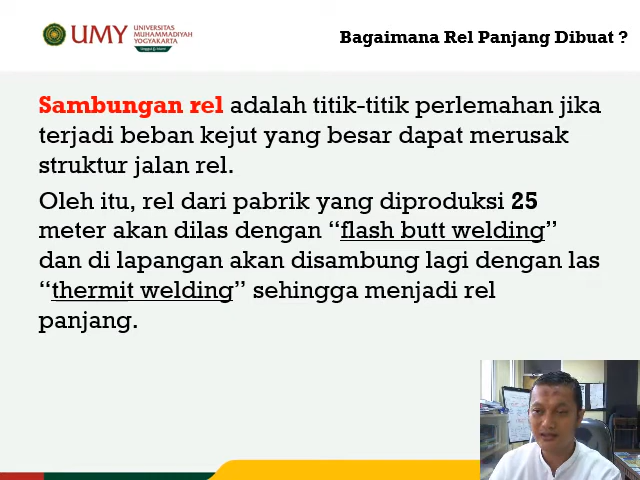 UMY
UNIVERSITAS
MUHAMMADIYAH
YOGYAKARTA
Unggul & Islami
Bagaimana Rel Panjang Dibuat ?
Sambungan rel adalah titik-titik perlemahan jika
terjadi beban kejut yang besar dapat merusak
struktur jalan rel.
Oleh itu, rel dari pabrik yang diproduksi 25
meter akan dilas dengan “flash butt welding”
dan di lapangan akan disambung lagi dengan las
“thermit welding” sehingga menjadi rel
panjang.